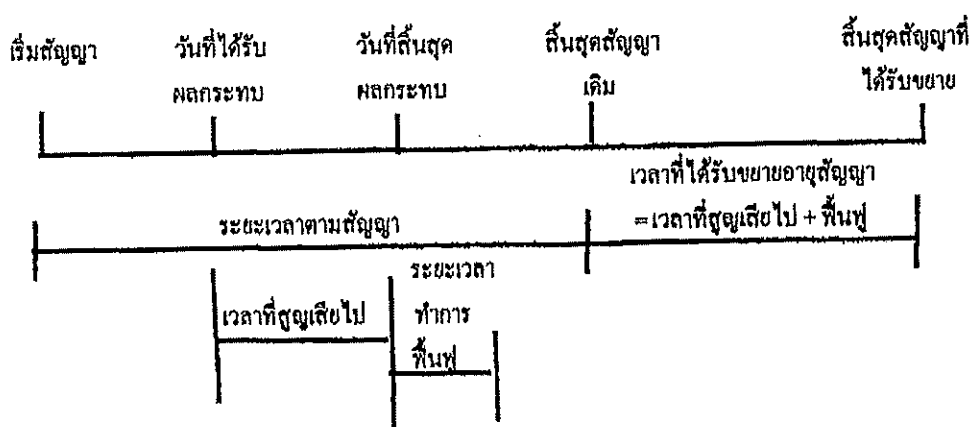 เริ่มสัญญา
วันที่ได้รับ
ผลกระทบ
วันที่สิ้นสุด
ผลกระทบ
สิ้นสุดสัญญา
เดิม
สิ้นสุดสัญญาที่
ได้รับขยาย
เวลาที่ได้รับขยายอายุสัญญา
=เวลาที่สูญเสียไป + ฟื้นฟู
ระยะเวลาตามสัญญา
ระยะเวลา
ทำการ
ฟื้นฟู
เวลาที่สูญเสียไป